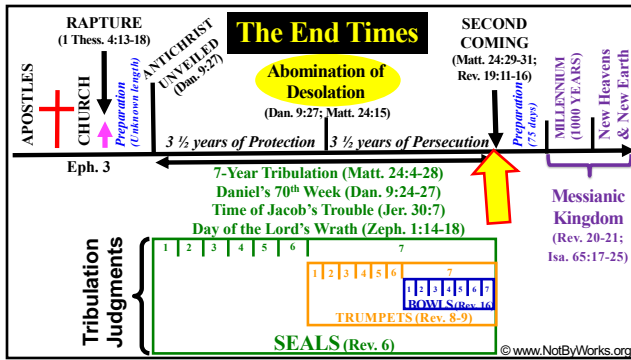 The End Times
RAPTURE
(1 Thess. 4:13-18)
ANTICHRIST
UNVEILED
(Dan. 9:27)
Abomination of
Desolation
(Dan. 9:27; Matt. 24:15)
SECOND
COMING
(Matt. 24:29-31;
Rev. 19:11-16)
APOSTLES
CHURCH
Preparation
(Unknown length)
3 ½ years of Protection
3 ½ years of Persecution
Preparation
(75 days)
MILLENNIUM
(1000 YEARS)
New Heavens
& New Earth
Eph. 3
7-Year Tribulation (Matt. 24:4-28)
Daniel's 70th Week (Dan. 9:24-27)
Time of Jacob's Trouble (Jer. 30:7)
Day of the Lord's Wrath (Zeph. 1:14-18)
Messianic
Kingdom
(Rev. 20-21;
Isa. 65:17-25)
Tribulation
Judgments
1 2 3 4 5 6 7
1 2 3 4 5 6 7
1 2 3 4 5 6 7
BOWLS (Rev. 16)
TRUMPETS (Rev. 8-9)
SEALS (Rev. 6)
© www.NotByWorks.org